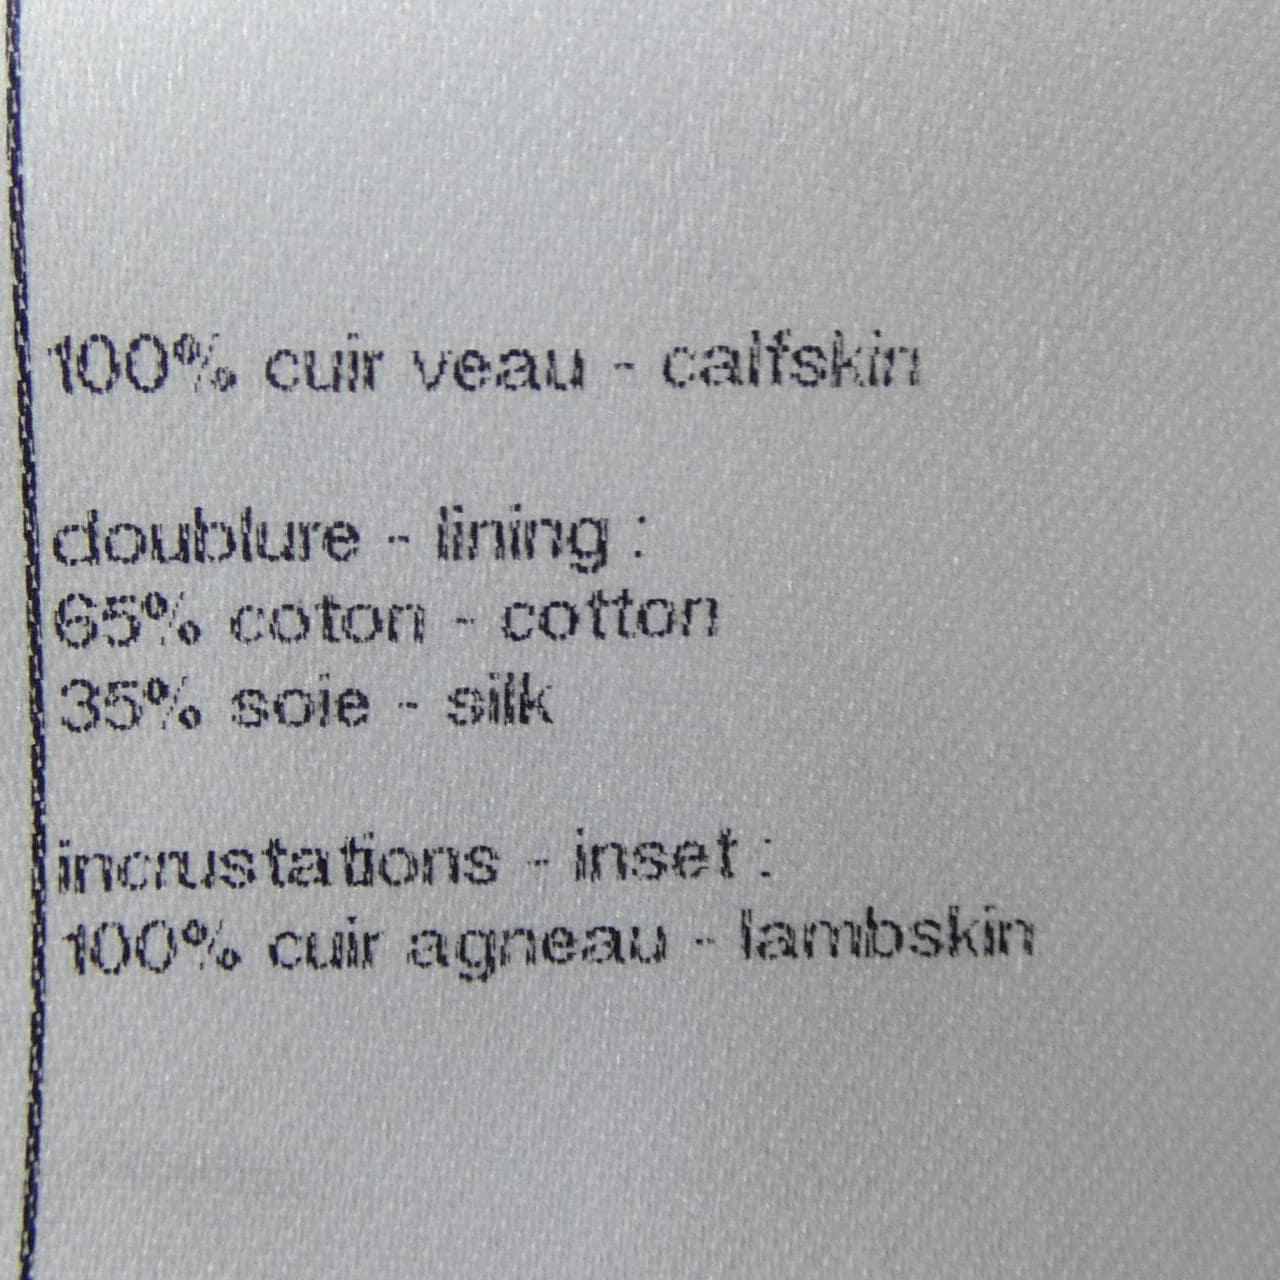 100% cuir veau - calfskin
doublure - lining :
65% coton - cotton
35% soie - silk
incrustations - inset :
100% cuir agneau - lambskin